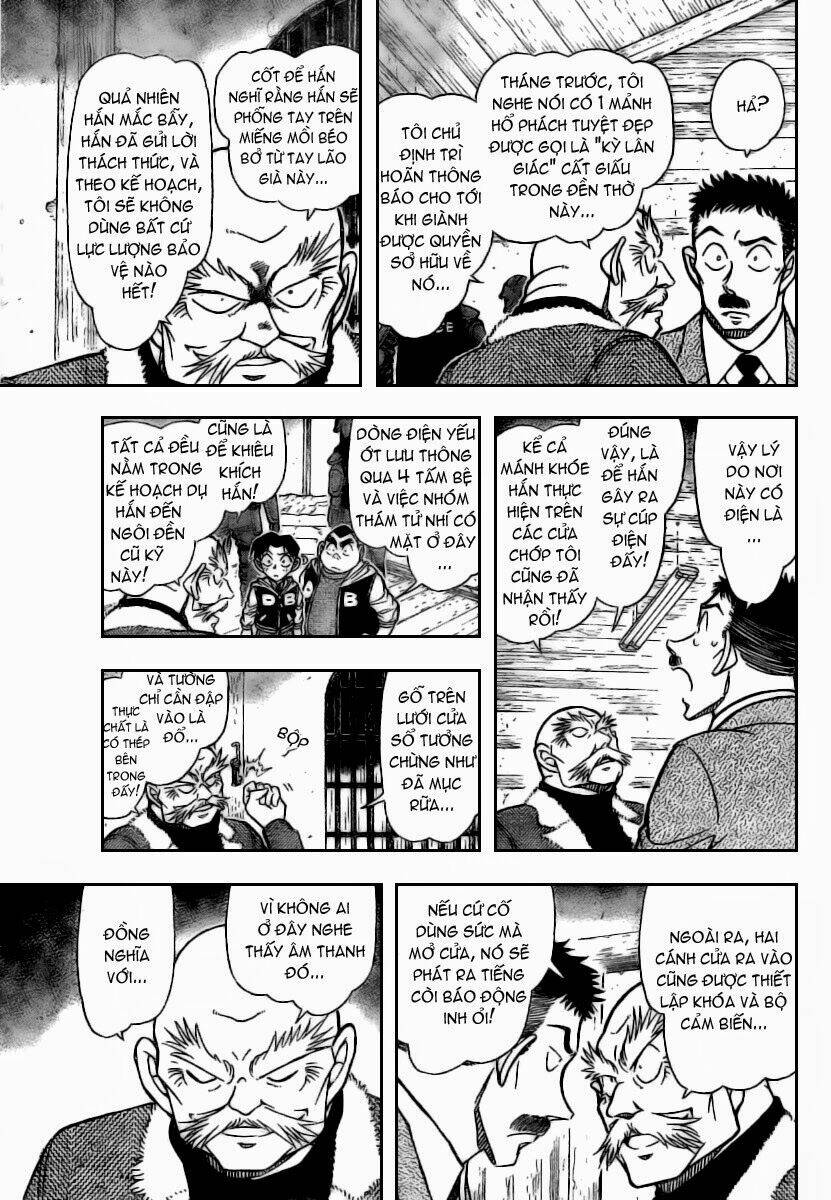 HẢ?
THÁNG TRƯỚC, TÔI
NGHE NÓI CÓ 1 MẢNH
HỔ PHÁCH TUYỆT ĐẸP
ĐƯỢC GỌI LÀ "KỲ LÂN
GIÁC" CẤT GIẤU
TRONG ĐỀN THỜ
NÀY...
TÔI CHỦ
ĐỊNH TRÌ
HOÃN THÔNG
BÁO CHO TỚI
KHI GIÀNH
ĐƯỢC QUYỀN
SỞ HỮU VỀ
NÓ...
CỐT ĐỂ HẮN
NGHĨ RẰNG HẮN SẼ
PHỖNG TAY TRÊN
MIẾNG MỒI BÉO
BỞ TỪ TAY LÃO
GIÀ NÀY...
QUẢ NHIÊN
HẮN MẮC BẪY,
HẮN ĐÃ GỬI LỜI
THÁCH THỨC, VÀ
THEO KẾ HOẠCH,
TÔI SẼ KHÔNG
DÙNG BẤT CỨ
LỰC LƯỢNG BẢO
VỆ NÀO
HẾT!
VẬY LÝ
DO NƠI
NÀY CÓ
ĐIỆN LÀ
...
ĐÚNG
VẬY, LÀ
ĐỂ HẮN
GÂY RA
SỰ CÚP
ĐIỆN
ĐẤY!
KỂ CẢ
MÁNH KHÓE
HẮN THỰC
HIỆN TRÊN
CÁC CỬA
CHỚP TÔI
CŨNG ĐÃ
NHẬN THẤY
RỒI!
DÒNG ĐIỆN YẾU
ỚT LƯU THÔNG
QUA 4 TẤM BỆ
VÀ VIỆC NHÓM
THÁM TỬ NHÍ CÓ
MẶT Ở ĐÂY
...
CŨNG LÀ
ĐỂ KHIÊU
KHÍCH
HẮN!
TẤT CẢ ĐỀU
NẰM TRONG
KẾ HOẠCH DỤ
HẮN ĐẾN
NGÔI ĐỀN
CŨ KỸ
NÀY!
D B
B
GỖ TRÊN
LƯỚI CỬA
SỔ TƯỞNG
CHỪNG NHƯ
ĐÃ MỤC
RỮA...
BỘP
VÀ TƯỞNG
CHỈ CẦN ĐẬP
VÀO LÀ
ĐỔ...
THỰC
CHẤT LÀ
CÓ THÉP
BÊN
TRONG
ĐẤY!
NGOÀI RA, HAI
CÁNH CỬA RA VÀO
CŨNG ĐƯỢC THIẾT
LẬP KHÓA VÀ BỘ
CẢM BIẾN...
NẾU CỨ CỐ
DÙNG SỨC MÀ
MỞ CỬA, NÓ SẼ
PHÁT RA TIẾNG
CÒI BÁO ĐỘNG
INH ỎI!
VÌ KHÔNG AI
Ở ĐÂY NGHE
THẤY ÂM THANH
ĐÓ...
ĐỒNG
NGHĨA
VỚI...